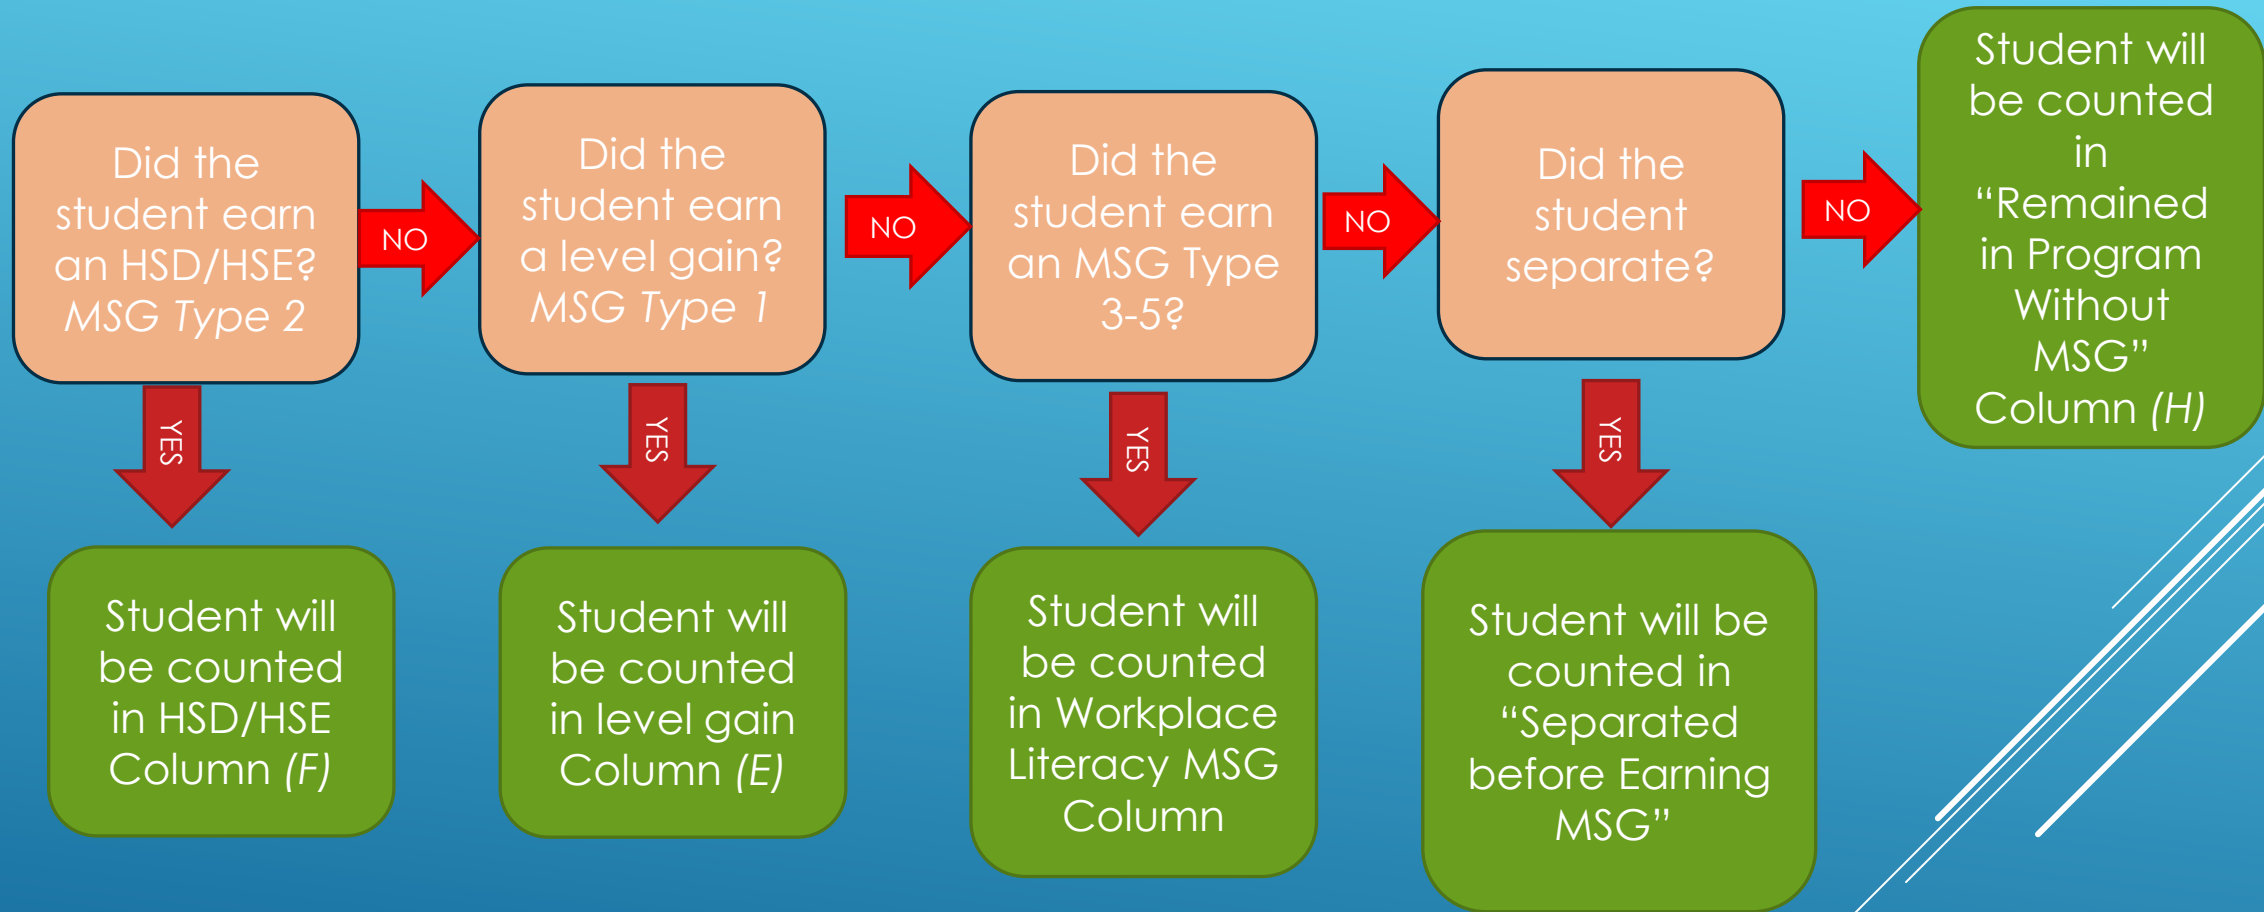 Did the
student earn
an HSD/HSE?
MSG Type 2
NO
Did the
student earn
a level gain?
MSG Type 1
NO
Did the
student earn
an MSG Type
3-5?
NO
Did the
student
separate?
NO
Student will
be counted
in
“Remained
in Program
Without
MSG”
Column (H)
YES
YES
YES
YES
Student will
be counted
in HSD/HSE
Column (F)
Student will
be counted
in level gain
Column (E)
Student will
be counted
in Workplace
Literacy MSG
Column
Student will be
counted in
“Separated
before Earning
MSG”